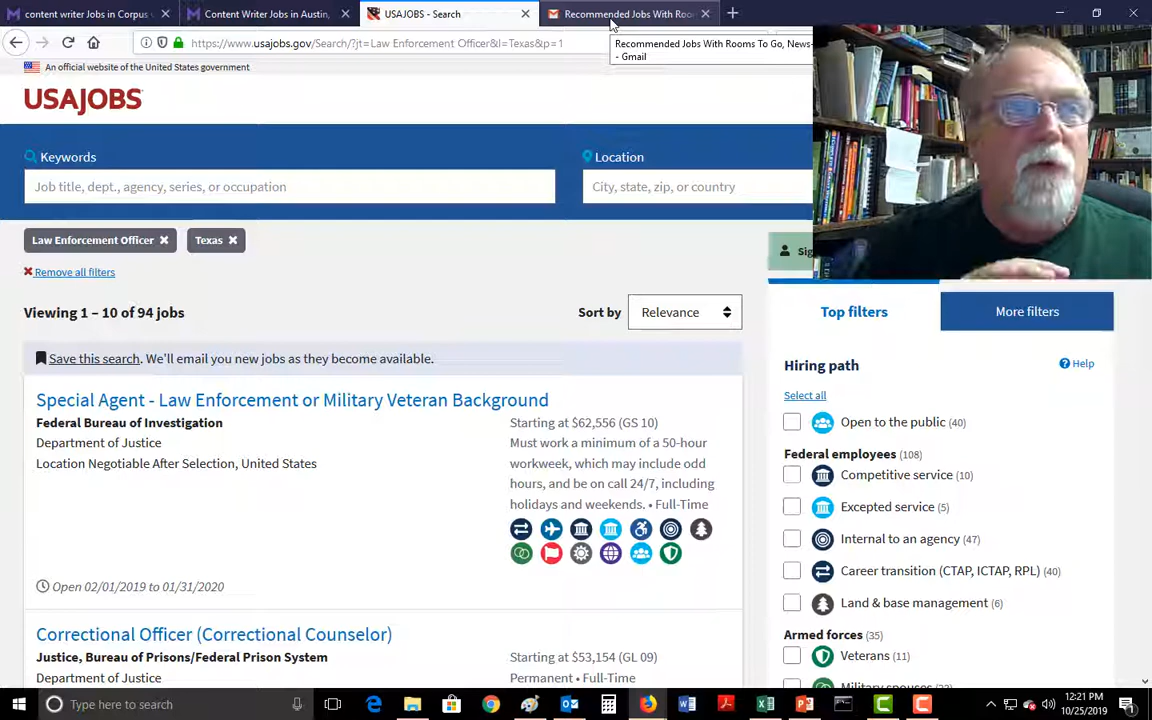 content writer Jobs in Corpus
Content Writer Jobs in Austin,
USAJOBS - Search
Recommended Jobs With Roo
https://www.usajobs.gov/Search/?jt=Law Enforcement Officer&l=Texas&p=1
Recommended Jobs With Rooms To Go, News-
- Gmail
An official website of the United States government
USAJOBS
Keywords
Location
Job title, dept., agency, series, or occupation
City, state, zip, or country
Law Enforcement Officer
Texas
Sig
Remove all filters
Viewing 1 – 10 of 94 jobs
Sort by
Relevance
Top filters
More filters
Save this search. We'll email you new jobs as they become available.
Hiring path
Help
Select all
Special Agent - Law Enforcement or Military Veteran Background
Federal Bureau of Investigation
Department of Justice
Location Negotiable After Selection, United States
Starting at $62,556 (GS 10)
Must work a minimum of a 50-hour
workweek, which may include odd
hours, and be on call 24/7, including
holidays and weekends. • Full-Time
Open 02/01/2019 to 01/31/2020
Open to the public (40)
Federal employees (108)
Competitive service (10)
Excepted service (5)
Internal to an agency (47)
Career transition (CTAP, ICTAP, RPL) (40)
Land & base management (6)
Armed forces (35)
Veterans (11)
Correctional Officer (Correctional Counselor)
Justice, Bureau of Prisons/Federal Prison System
Department of Justice
Starting at $53,154 (GL 09)
Permanent • Full-Time
Type here to search
12:21 PM
10/25/2019